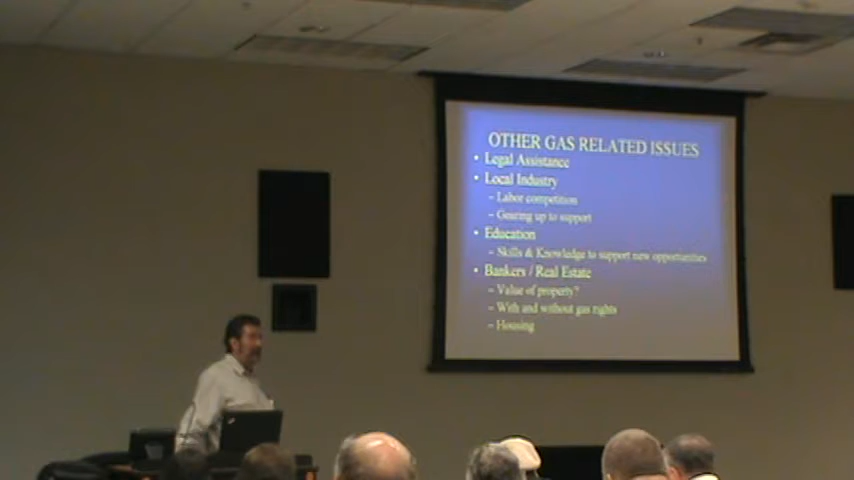 OTHER GAS RELATED ISSUES
• Legal Assistance
• Local Industry
– Labor competition
– Gearing up to support
• Education
– Skills & Knowledge to support new opportunities
• Bankers / Real Estate
– Value of property?
– With and without gas rights
– Housing